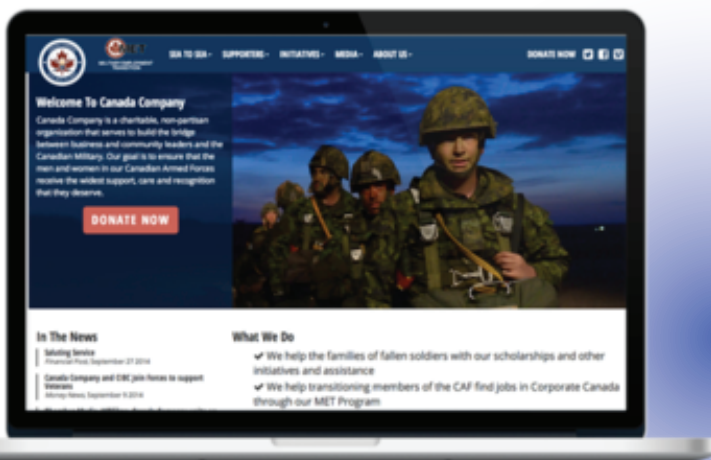 MET
MILITARY EMPLOYMENT
TRANSITION
SEA TO SEA
SUPPORTERS
INITIATIVES
MEDIA
ABOUT US
DONATE NOW
Welcome To Canada Company
Canada Company is a charitable, non-partisan
organization that serves to build the bridge
between business and community leaders and the
Canadian Military. Our goal is to ensure that the
men and women in our Canadian Armed Forces
receive the widest support, care and recognition
that they deserve.
DONATE NOW
In The News
Saluting Service
Financial Post, September 27 2014
Canada Company and CIBC join forces to support
Veterans
Money News, September 9 2014
What We Do
✔ We help the families of fallen soldiers with our scholarships and other
initiatives and assistance
✔ We help transitioning members of the CAF find jobs in Corporate Canada
through our MET Program